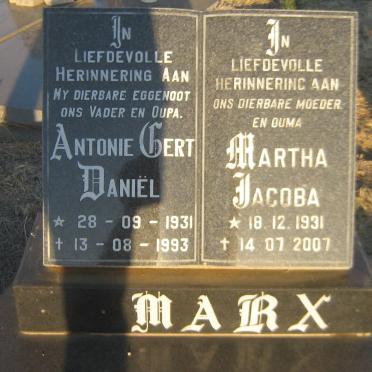 In
Liefdevolle
Herinnering Aan
My dierbare eggenoot
ons Vader en Oupa.
Antonie Gert
Daniël
☆ 28 - 09 - 1931
✝ 13 - 08 - 1993
In
Liefdevolle
Herinnering Aan
ons dierbare moeder
en Ouma
Martha
Jacoba
☆ 18.12.1931
✝ 14 07 2007
MARX